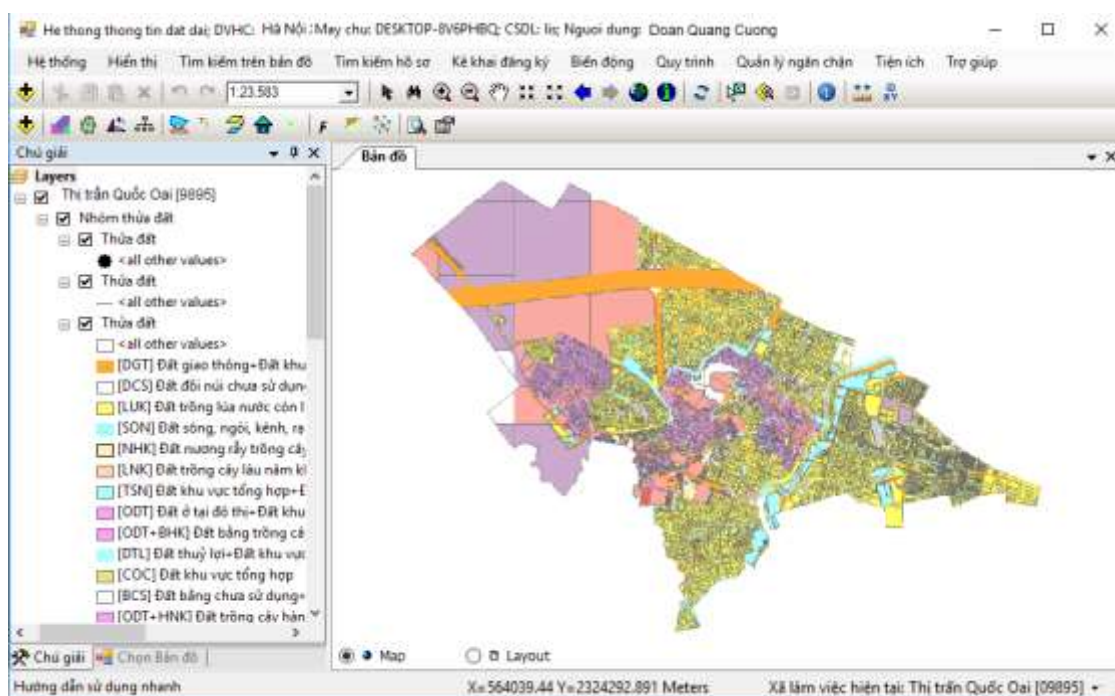 He thong thong tin dat dai; DVHC: Hà Nội ;May chu: DESKTOP-8V6PHBQ; CSDL: lis; Nguoi dung: Doan Quang Cuong
Hệ thống Hiển thị Tìm kiếm trên bản đồ Tìm kiếm hồ sơ Kê khai đăng ký Biến động Quy trình Quản lý ngăn chặn Tiện ích Trợ giúp
1:23.583
Chú giải
Bản đồ
Layers
Thị trấn Quốc Oai [9895]
Nhóm thửa đất
Thửa đất
<all other values>
Thửa đất
<all other values>
Thửa đất
<all other values>
[DGT] Đất giao thông+Đất khu
[DCS] Đất đồi núi chưa sử dụn
[LUK] Đất trồng lúa nước còn l
[SON] Đất sông, ngòi, kênh, rạ
[NHK] Đất nương rẫy trồng câ
[LNK] Đất trồng cây lâu năm k
[TSN] Đất khu vực tổng hợp+Đ
[ODT] Đất ở tại đô thị+Đất khu
[ODT+BHK] Đất bằng trồng câ
[DTL] Đất thuỷ lợi+Đất khu vực
[COC] Đất khu vực tổng hợp
[BCS] Đất bằng chưa sử dụng+
[ODT+HNK] Đất trồng cây hàn
Chú giải Chọn Bản đồ
Map Layout
Hướng dẫn sử dụng nhanh
X=564039.44 Y=2324292.891 Meters
Xã làm việc hiện tại: Thị trấn Quốc Oai [09895]